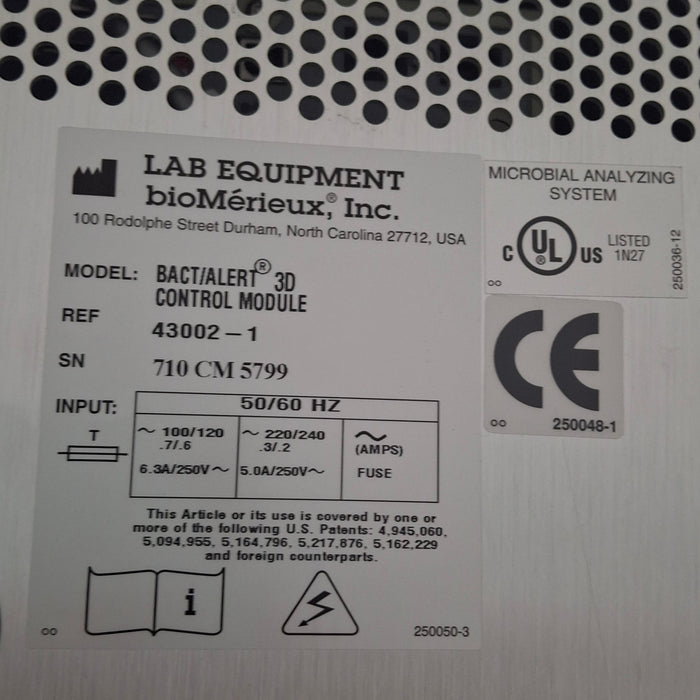 LAB EQUIPMENT
bioMérieux,® Inc.
100 Rodolphe Street Durham, North Carolina 27712, USA
MODEL: BACT/ALERT® 3D
CONTROL MODULE
REF 43002-1
SN 710 CM 5799
INPUT: 50/60 HZ
T
~ 100/120 ~ 220/240 ~
.7/.6 .3/.2 (AMPS)
6.3A/250V~ 5.0A/250V~ FUSE
This Article or its use is covered by one or
more of the following U.S. Patents: 4,945,060,
5,094,955, 5,164,796, 5,217,876, 5,162,229
and foreign counterparts.
i
250050-3
MICROBIAL ANALYZING
SYSTEM
C UL® US LISTED
1N27
250036-12
CE
250048-1